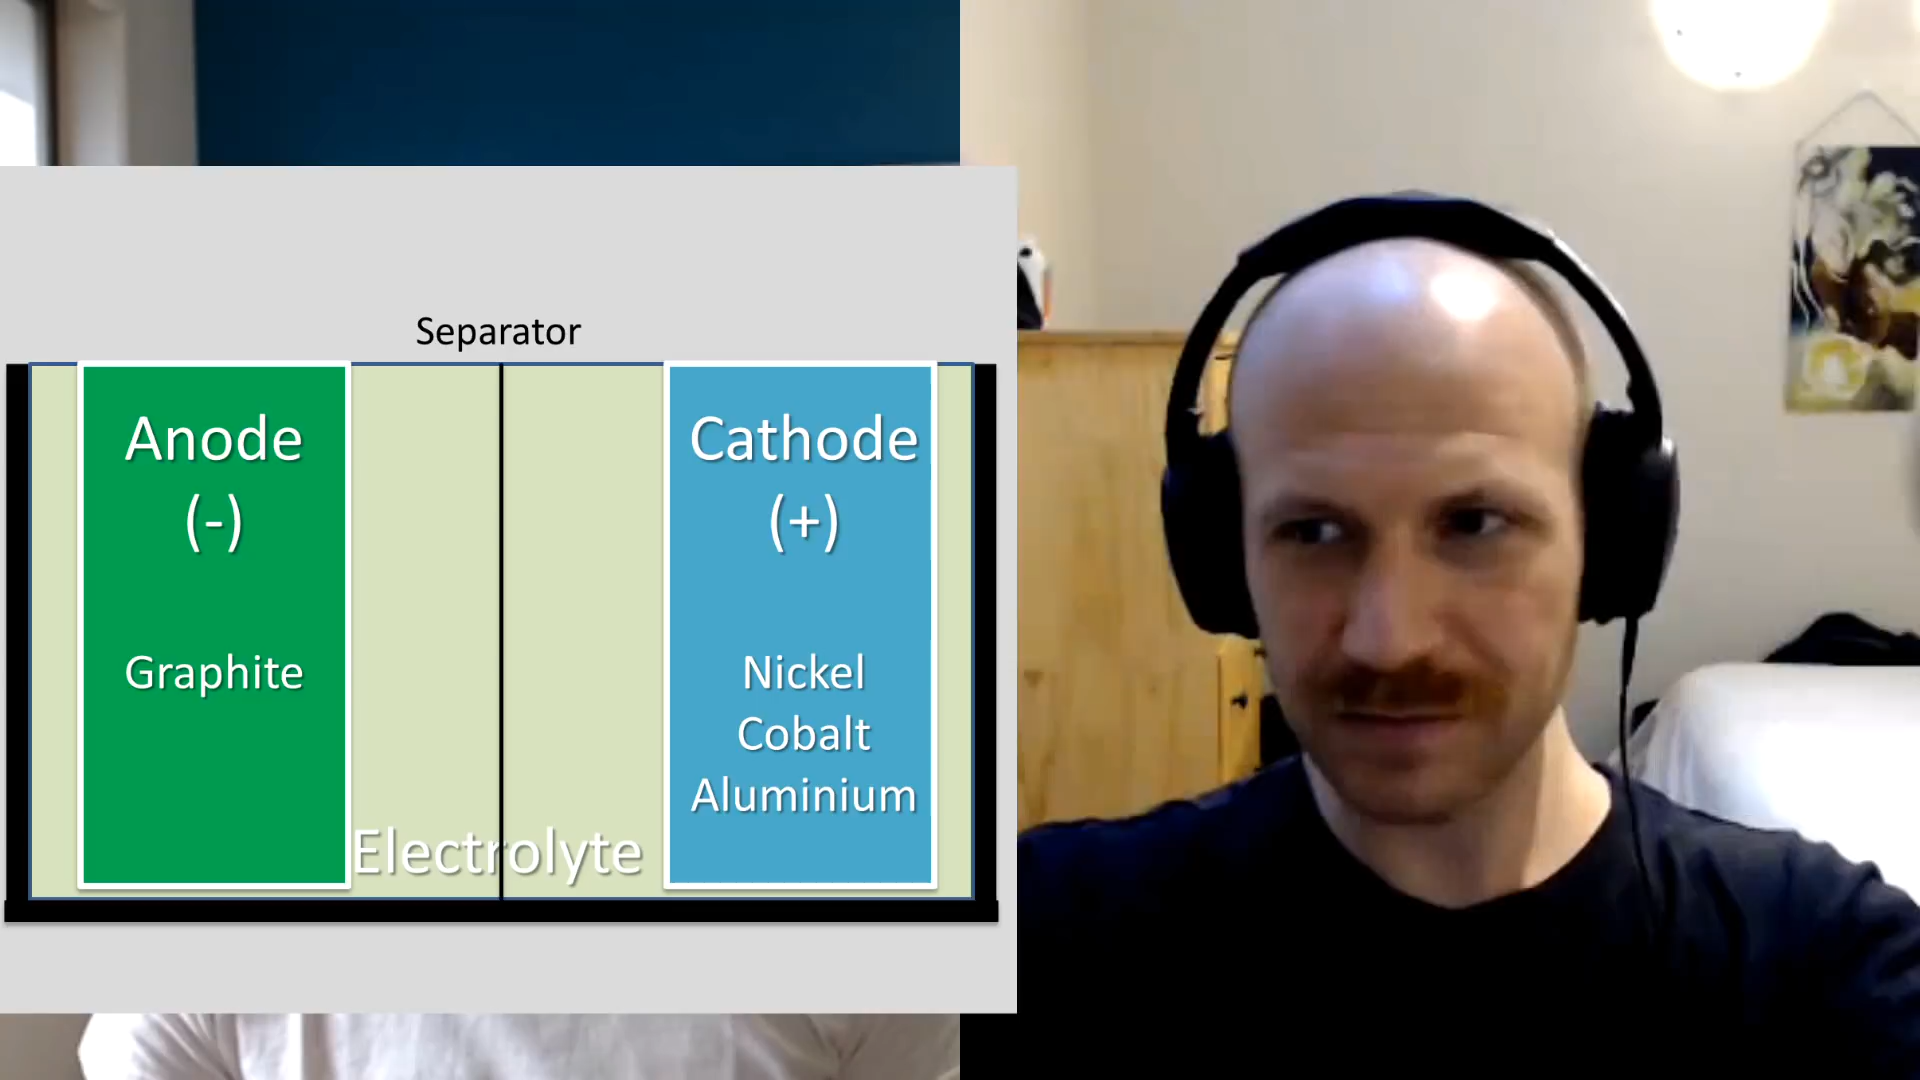 Separator
Anode
(-)
Graphite
Cathode
(+)
Nickel
Cobalt
Aluminium
Electrolyte